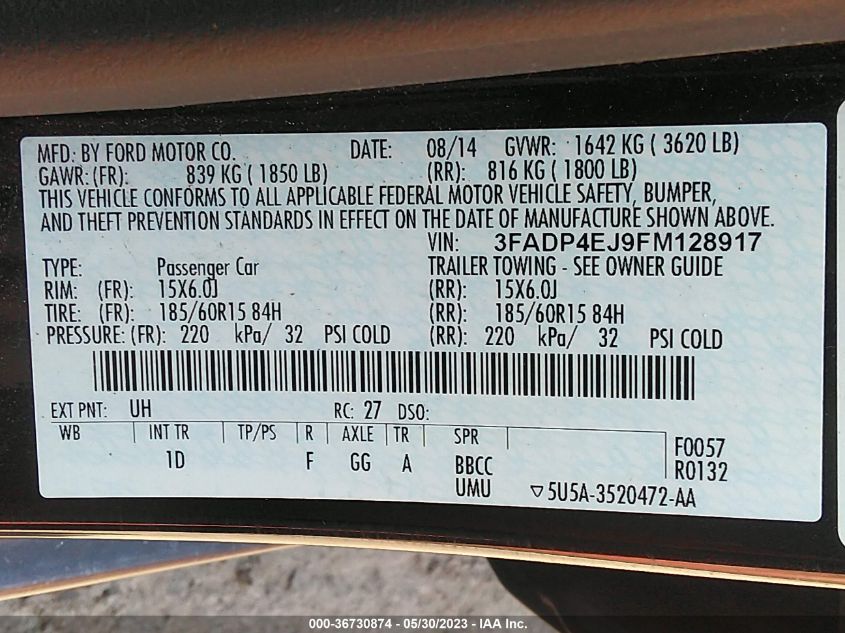 MFD. BY FORD MOTOR CO. DATE: 08/14 GVWR: 1642 KG ( 3620 LB)
GAWR: (FR): 839 KG ( 1850 LB) (RR): 816 KG ( 1800 LB)
THIS VEHICLE CONFORMS TO ALL APPLICABLE FEDERAL MOTOR VEHICLE SAFETY, BUMPER,
AND THEFT PREVENTION STANDARDS IN EFFECT ON THE DATE OF MANUFACTURE SHOWN ABOVE.
VIN: 3FADP4EJ9FM128917
TYPE: Passenger Car TRAILER TOWING - SEE OWNER GUIDE
RIM: (FR): 15X6.0J (RR): 15X6.0J
TIRE: (FR): 185/60R15 84H (RR): 185/60R15 84H
PRESSURE: (FR): 220 kPa/ 32 PSI COLD (RR): 220 kPa/ 32 PSI COLD
EXT PNT: UH RC: 27 DSO:
WB INT TR TP/PS R AXLE TR SPR F0057
1D F GG A BBCC R0132
UMU ▽5U5A-3520472-AA
000-36730874 - 05/30/2023 - IAA Inc.